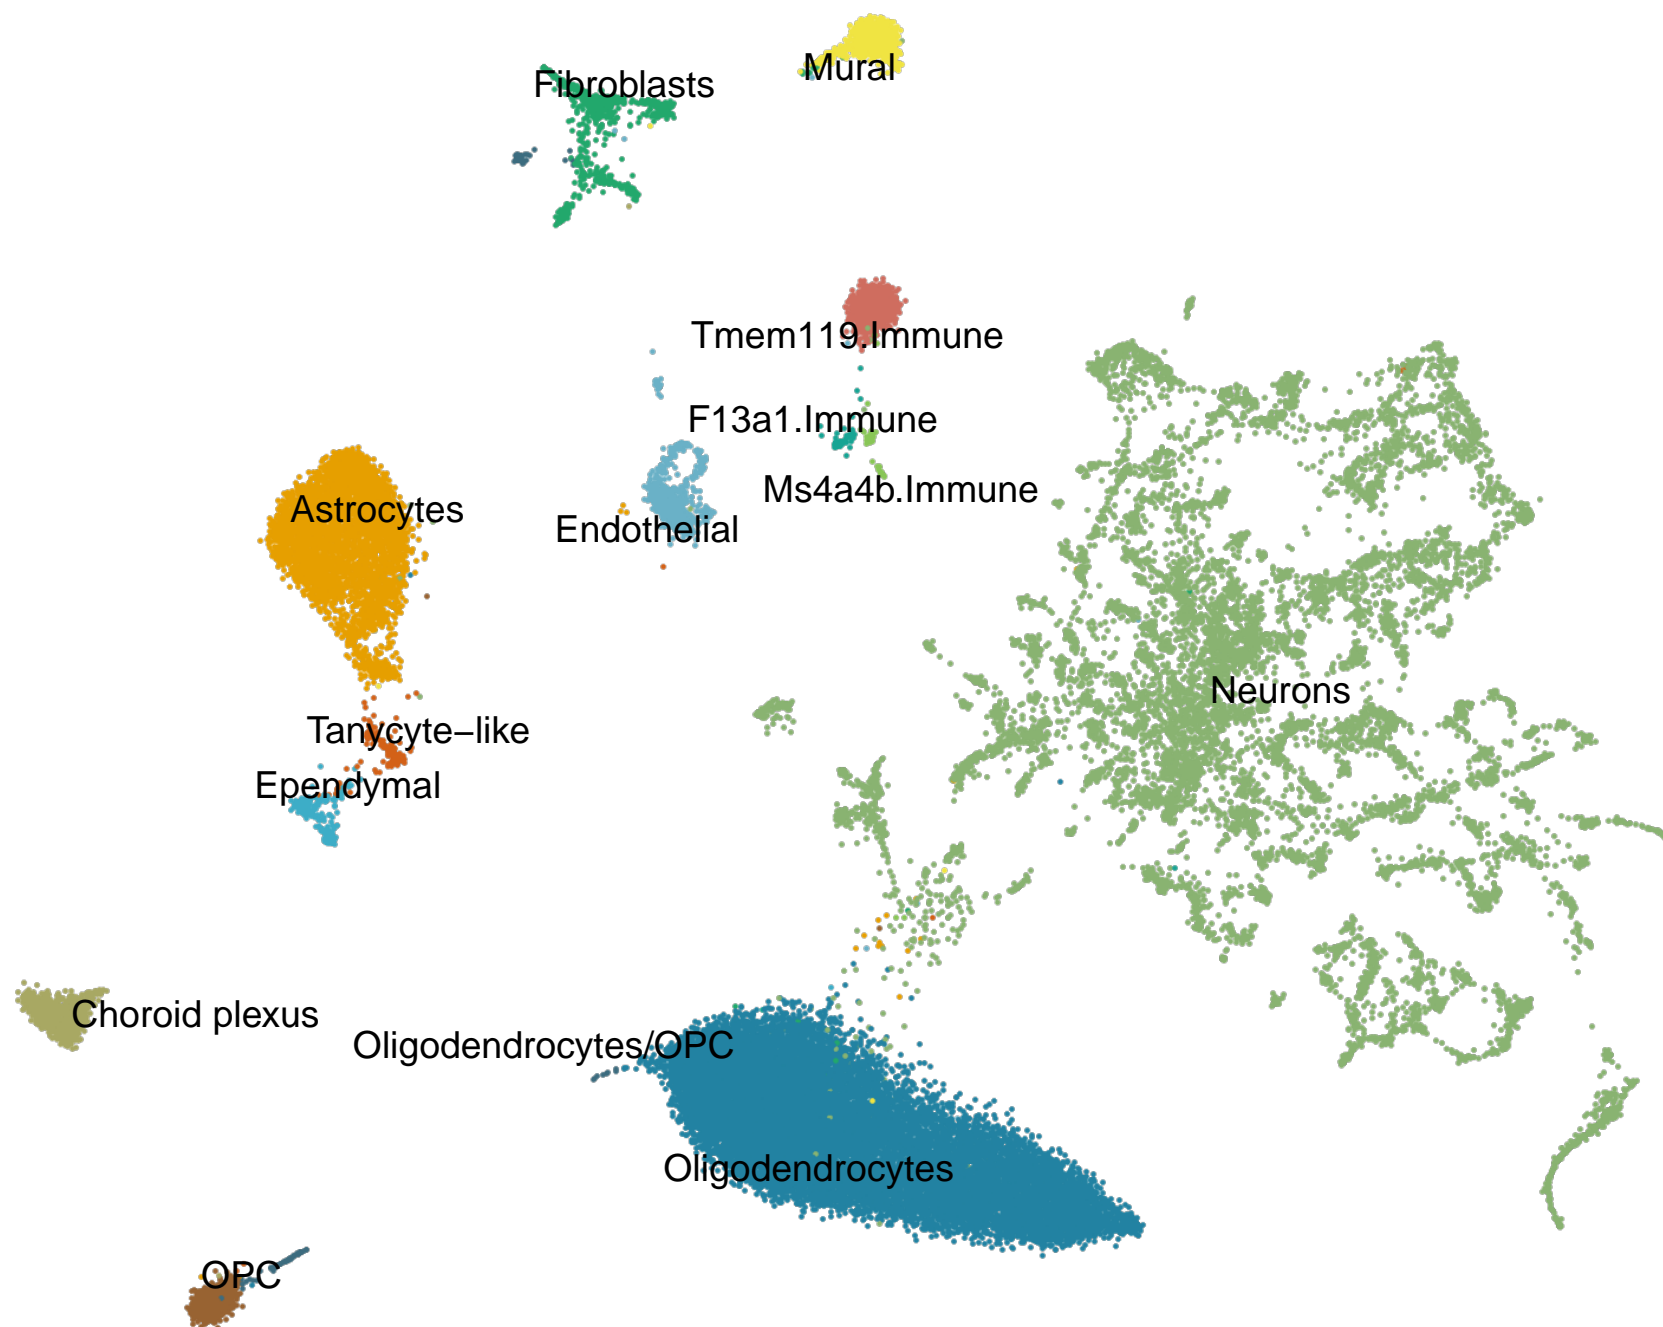 Mural
Fibroblasts
Tmem119.Immune
F13a1.Immune
Ms4a4b.Immune
Astrocytes
Endothelial
Neurons
Tanycyte−like
Ependymal
Choroid plexus
Oligodendrocytes/OPC
Oligodendrocytes
OPC